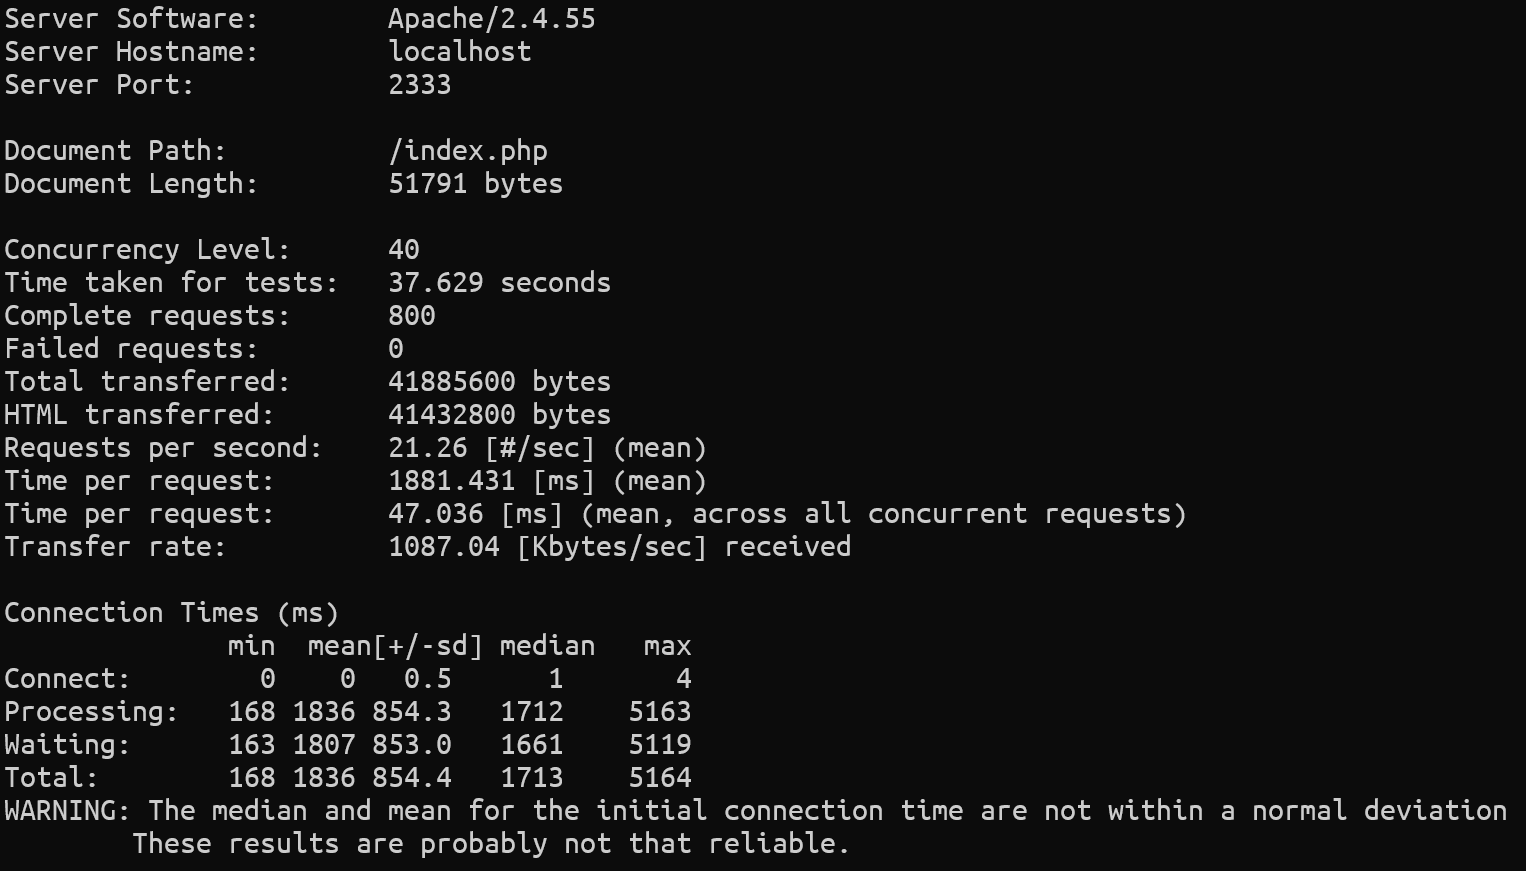 Server Software:        Apache/2.4.55
Server Hostname:        localhost
Server Port:            2333

Document Path:          /index.php
Document Length:        51791 bytes

Concurrency Level:      40
Time taken for tests:   37.629 seconds
Complete requests:      800
Failed requests:        0
Total transferred:      41885600 bytes
HTML transferred:       41432800 bytes
Requests per second:    21.26 [#/sec] (mean)
Time per request:       1881.431 [ms] (mean)
Time per request:       47.036 [ms] (mean, across all concurrent requests)
Transfer rate:          1087.04 [Kbytes/sec] received

Connection Times (ms)
              min  mean[+/-sd] median   max
Connect:        0    0   0.5      1       4
Processing:   168 1836 854.3   1712    5163
Waiting:      163 1807 853.0   1661    5119
Total:        168 1836 854.4   1713    5164
WARNING: The median and mean for the initial connection time are not within a normal deviation
        These results are probably not that reliable.